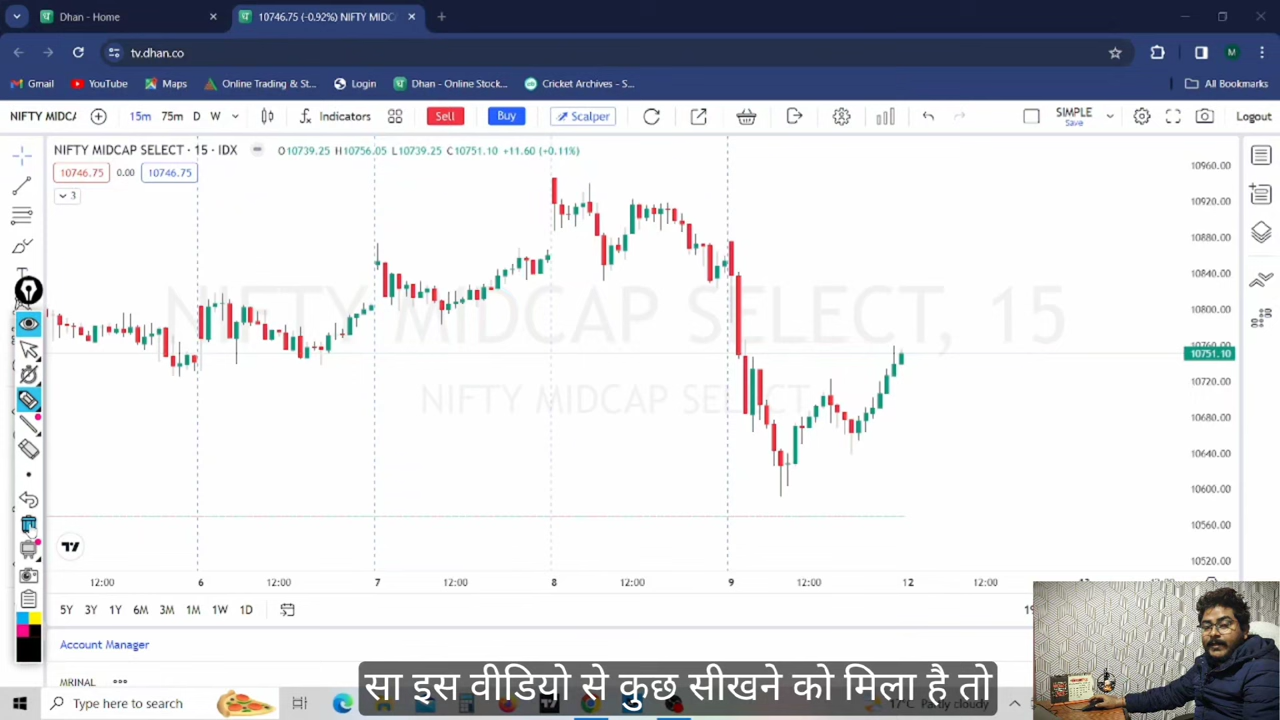 Dhan - Home
10746.75 (-0.92%) NIFTY MIDC
tv.dhan.co
M
Gmail
YouTube
Maps
Online Trading & St...
Login
Dhan - Online Stock...
Cricket Archives - S...
All Bookmarks
NIFTY MIDCA
15m
75m
D
W
Indicators
Sell
Buy
Scalper
SIMPLE
Save
Logout
NIFTY MIDCAP SELECT · 15 · IDX
O10739.25 H10756.05 L10739.25 C10751.10 +11.60 (+0.11%)
10746.75
0.00
10746.75
3
NIFTY MIDCAP SELECT, 15
NIFTY MIDCAP SELECT
10960.00
10920.00
10880.00
10840.00
10800.00
10760.00
10751.10
10720.00
10680.00
10640.00
10600.00
10560.00
10520.00
12:00
6
12:00
7
12:00
8
12:00
9
12:00
12
12:00
5Y
3Y
1Y
6M
3M
1M
1W
1D
Account Manager
MRINAL
सा इस वीडियो से कुछ सीखने को मिला है तो
Type here to search
17°C Partly cloudy